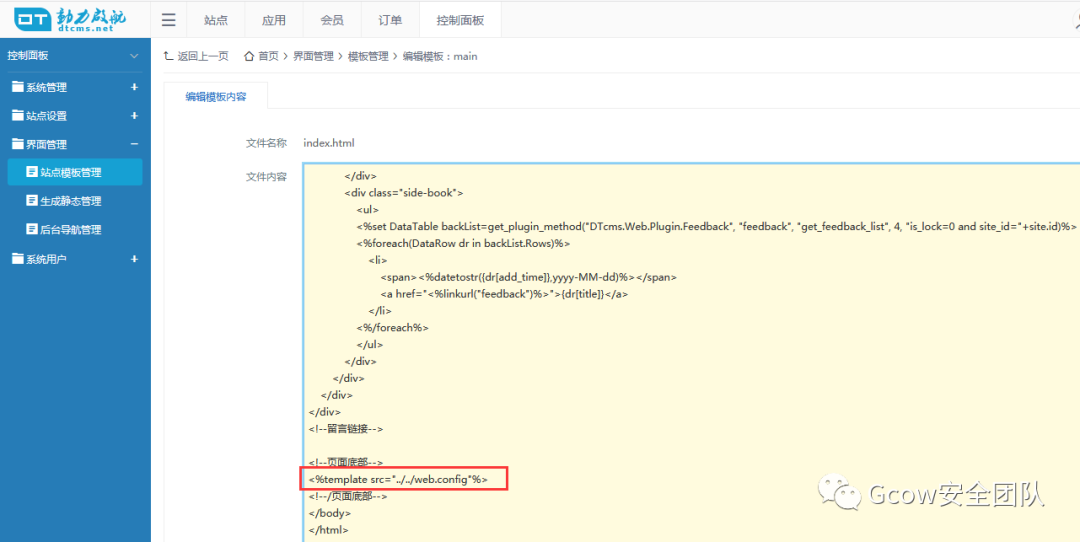 动力启航
dtcms.net
站点 应用 会员 订单 控制面板
控制面板
系统管理 +
站点设置 +
界面管理 −
站点模板管理
生成静态管理
后台导航管理
系统用户 +
返回上一页 首页 > 界面管理 > 模板管理 > 编辑模板：main
编辑模板内容
文件名称 index.html
文件内容
</div>
<div class="side-book">
<ul>
<%set DataTable backList=get_plugin_method("DTcms.Web.Plugin.Feedback", "feedback", "get_feedback_list", 4, "is_lock=0 and site_id="+site.id)%>
<%foreach(DataRow dr in backList.Rows)%>
<li>
<span><%datetostr({dr[add_time]},yyyy-MM-dd)%></span>
<a href="<%linkurl("feedback")%>">{dr[title]}</a>
</li>
<%/foreach%>
</ul>
</div>
</div>
</div>
</div>
<!--留言链接-->
<!--页面底部-->
<%template src="../../web.config"%>
<!--/页面底部-->
</body>
</html>
Gcow安全团队